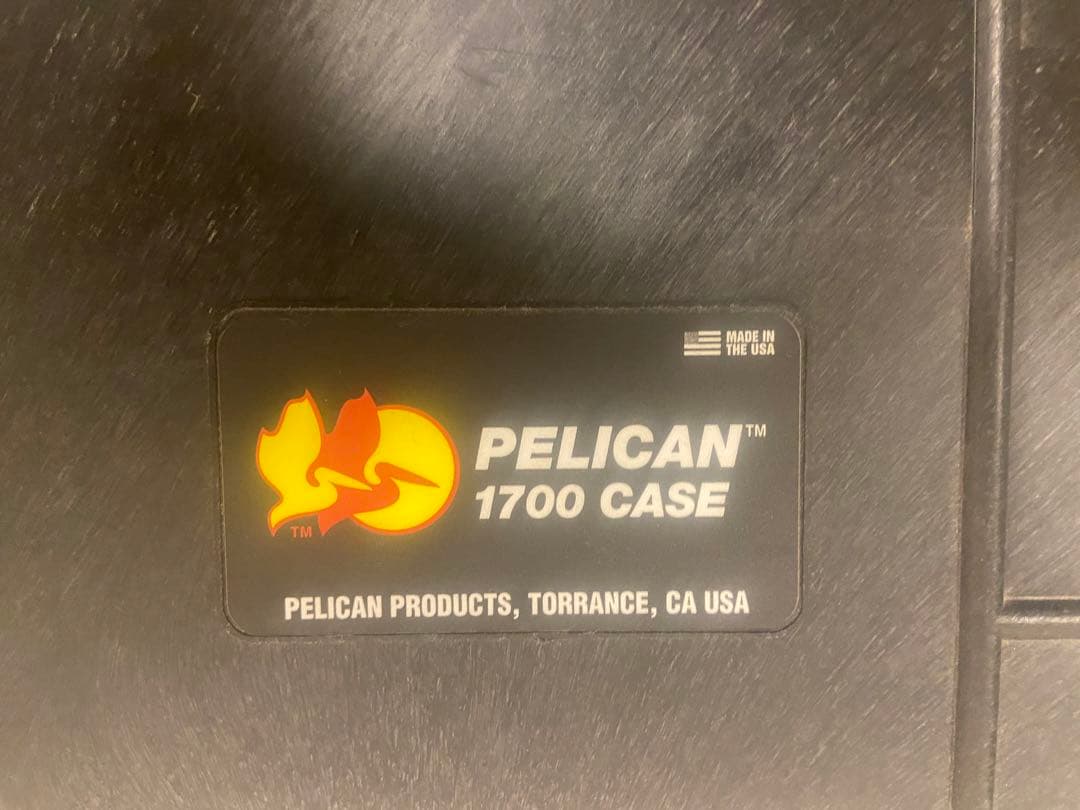 MADE IN
THE USA
PELICAN™
1700 CASE
TM
PELICAN PRODUCTS, TORRANCE, CA USA